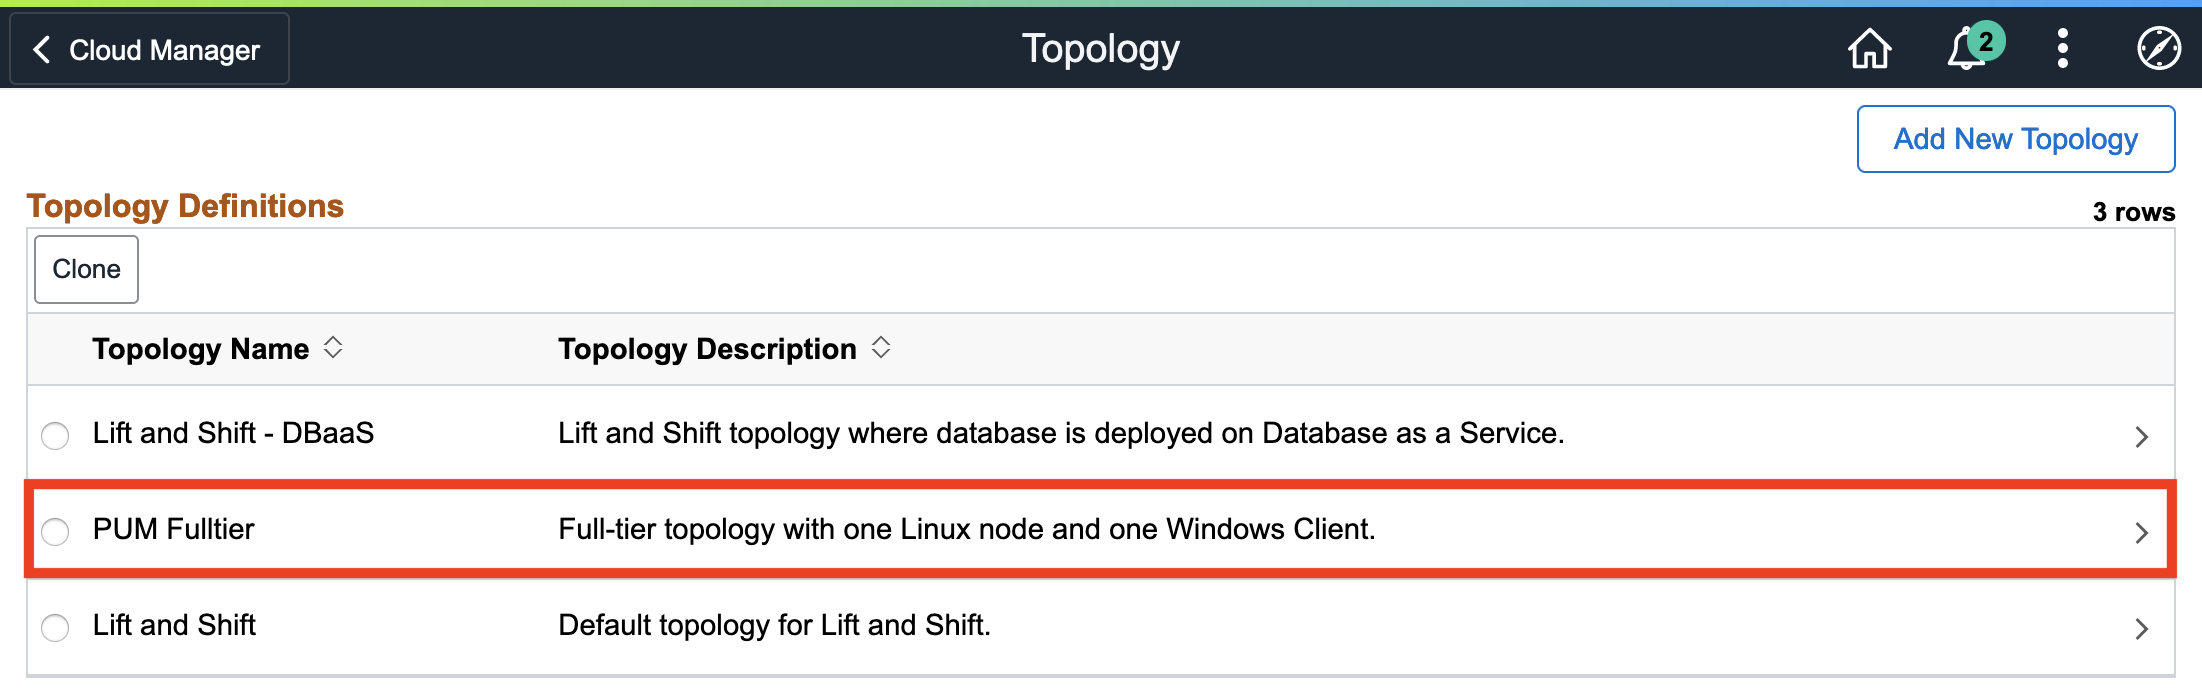 Cloud Manager
Topology
2
Add New Topology
Topology Definitions
3 rows
Clone
Topology Name Topology Description
Lift and Shift - DBaaS Lift and Shift topology where database is deployed on Database as a Service.
PUM Fulltier Full-tier topology with one Linux node and one Windows Client.
Lift and Shift Default topology for Lift and Shift.